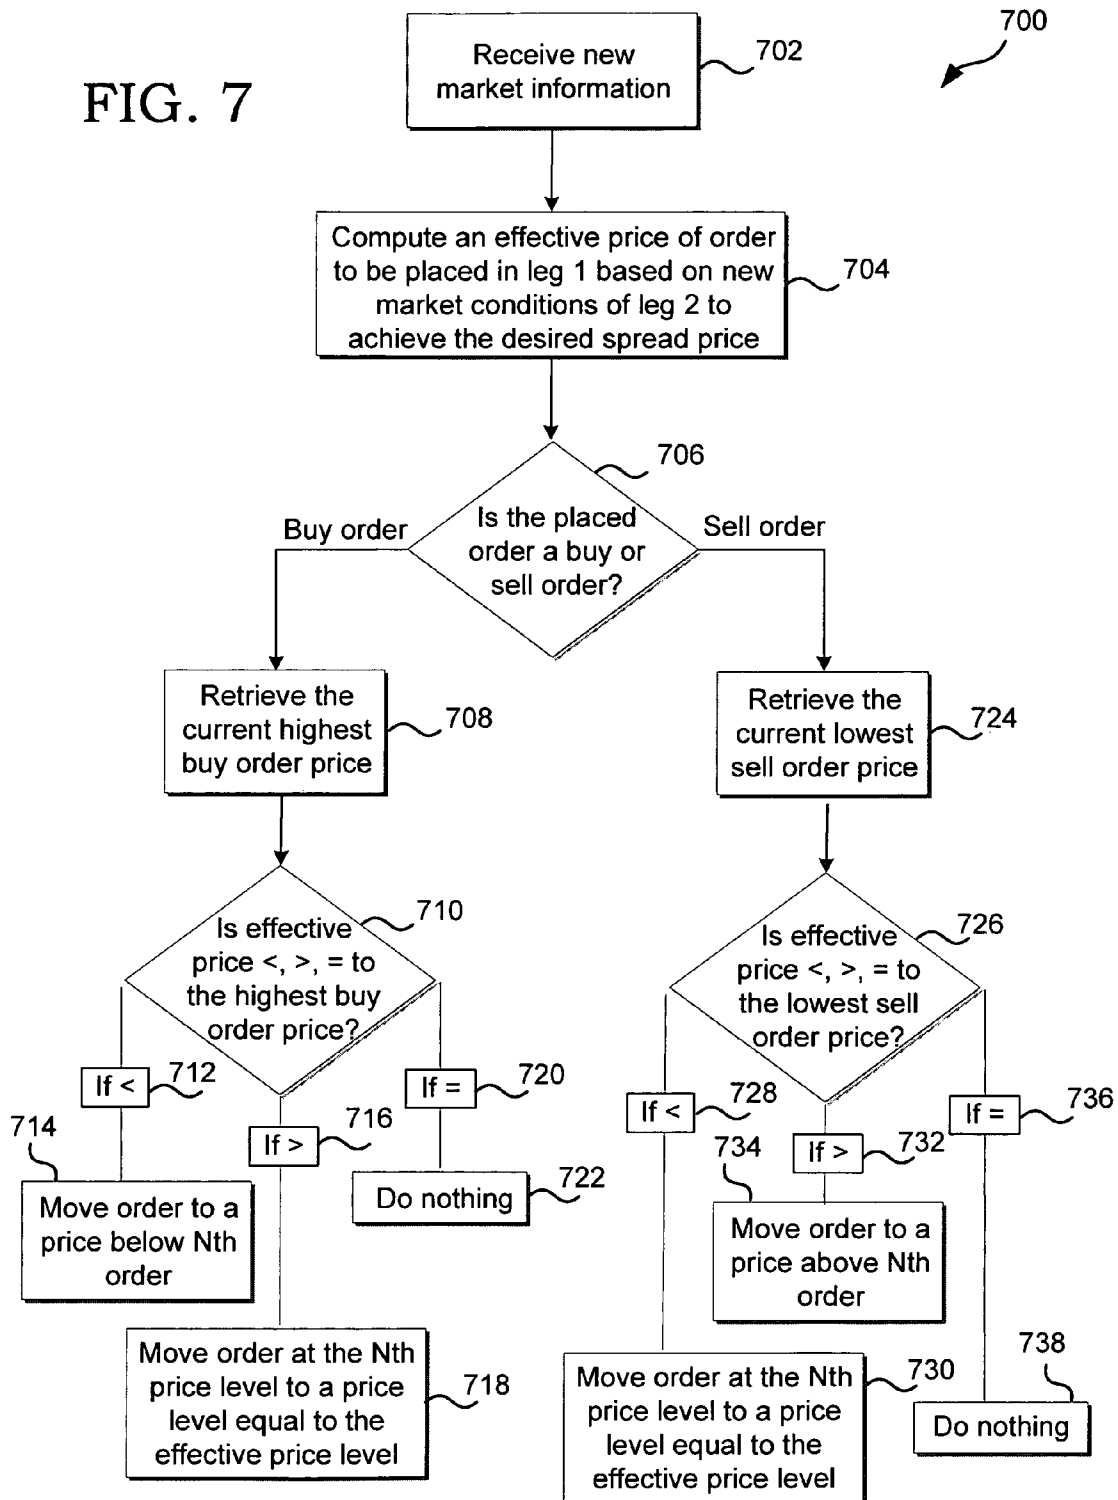 FIG. 7
700
Receive new
market information
702
Compute an effective price of order
to be placed in leg 1 based on new
market conditions of leg 2 to
achieve the desired spread price
704
706
Is the placed
order a buy or
sell order?
Buy order
Sell order
Retrieve the
current highest
buy order price
708
Retrieve the
current lowest
sell order price
724
Is effective
price <, >, = to
the highest buy
order price?
710
Is effective
price <, >, = to
the lowest sell
order price?
726
If <
712
If >
716
If =
720
If <
728
If >
732
If =
736
714
Move order to a
price below Nth
order
Do nothing
722
734
Move order to a
price above Nth
order
Move order at the Nth
price level to a price
level equal to the
effective price level
718
Move order at the Nth
price level to a price
level equal to the
effective price level
730
738
Do nothing